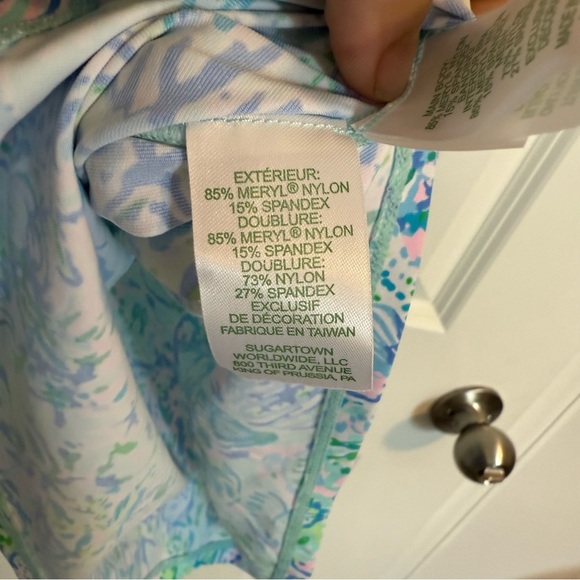 EXTÉRIEUR:
85% MERYL® NYLON
15% SPANDEX
DOUBLURE:
85% MERYL® NYLON
15% SPANDEX
DOUBLURE:
73% NYLON
27% SPANDEX
EXCLUSIF
DE DÉCORATION
FABRIQUE EN TAIWAN
SUGARTOWN
WORLDWIDE, LLC
800 THIRD AVENUE
KING OF PRUSSIA, PA